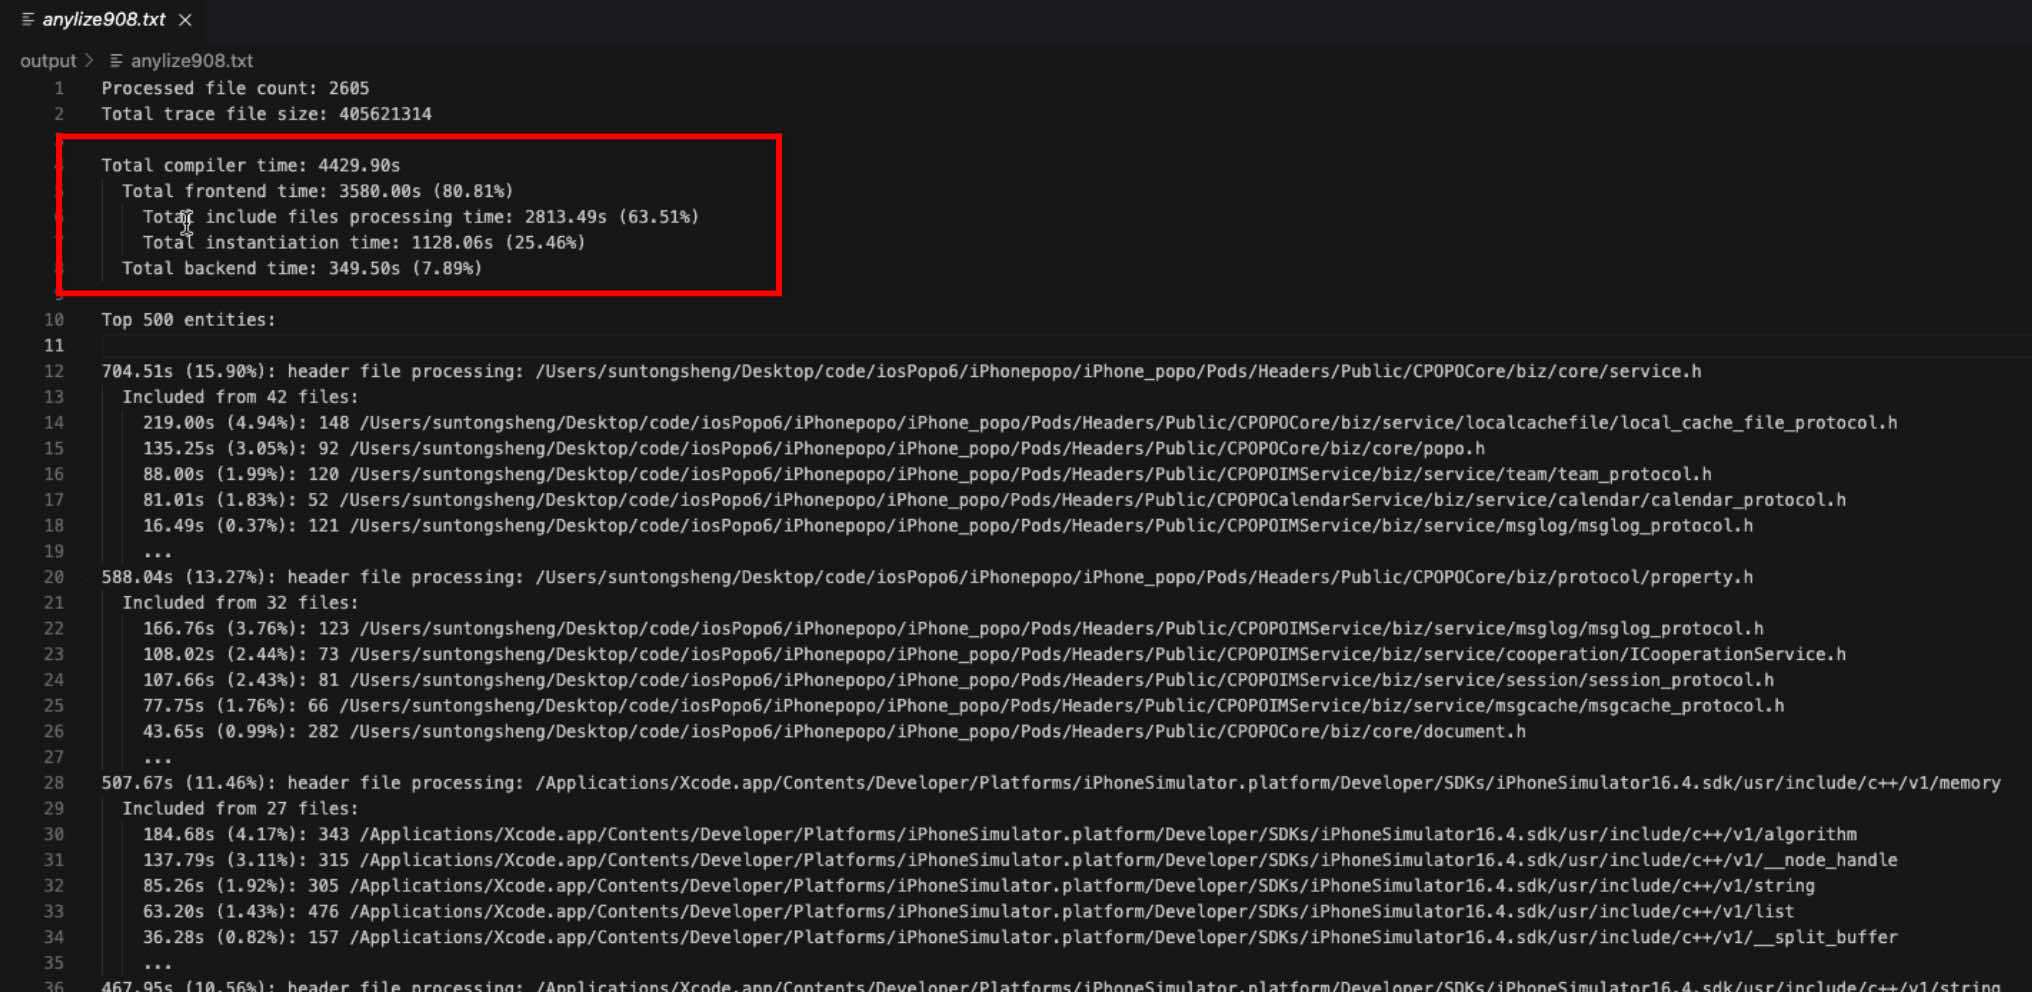 anylize908.txt
output > anylize908.txt
1 Processed file count: 2605
2 Total trace file size: 405621314
Total compiler time: 4429.90s
Total frontend time: 3580.00s (80.81%)
Total include files processing time: 2813.49s (63.51%)
Total instantiation time: 1128.06s (25.46%)
Total backend time: 349.50s (7.89%)
10 Top 500 entities:
11
12 704.51s (15.90%): header file processing: /Users/suntongsheng/Desktop/code/iosPopo6/iPhonepopo/iPhone_popo/Pods/Headers/Public/CPOPOCore/biz/core/service.h
13 Included from 42 files:
14 219.00s (4.94%): 148 /Users/suntongsheng/Desktop/code/iosPopo6/iPhonepopo/iPhone_popo/Pods/Headers/Public/CPOPOCore/biz/service/localcachefile/local_cache_file_protocol.h
15 135.25s (3.05%): 92 /Users/suntongsheng/Desktop/code/iosPopo6/iPhonepopo/iPhone_popo/Pods/Headers/Public/CPOPOCore/biz/core/popo.h
16 88.00s (1.99%): 120 /Users/suntongsheng/Desktop/code/iosPopo6/iPhonepopo/iPhone_popo/Pods/Headers/Public/CPOPOIMService/biz/service/team/team_protocol.h
17 81.01s (1.83%): 52 /Users/suntongsheng/Desktop/code/iosPopo6/iPhonepopo/iPhone_popo/Pods/Headers/Public/CPOPOCalendarService/biz/service/calendar/calendar_protocol.h
18 16.49s (0.37%): 121 /Users/suntongsheng/Desktop/code/iosPopo6/iPhonepopo/iPhone_popo/Pods/Headers/Public/CPOPOIMService/biz/service/msglog/msglog_protocol.h
19 ...
20 588.04s (13.27%): header file processing: /Users/suntongsheng/Desktop/code/iosPopo6/iPhonepopo/iPhone_popo/Pods/Headers/Public/CPOPOCore/biz/protocol/property.h
21 Included from 32 files:
22 166.76s (3.76%): 123 /Users/suntongsheng/Desktop/code/iosPopo6/iPhonepopo/iPhone_popo/Pods/Headers/Public/CPOPOIMService/biz/service/msglog/msglog_protocol.h
23 108.02s (2.44%): 73 /Users/suntongsheng/Desktop/code/iosPopo6/iPhonepopo/iPhone_popo/Pods/Headers/Public/CPOPOIMService/biz/service/cooperation/ICooperationService.h
24 107.66s (2.43%): 81 /Users/suntongsheng/Desktop/code/iosPopo6/iPhonepopo/iPhone_popo/Pods/Headers/Public/CPOPOIMService/biz/service/session/session_protocol.h
25 77.75s (1.76%): 66 /Users/suntongsheng/Desktop/code/iosPopo6/iPhonepopo/iPhone_popo/Pods/Headers/Public/CPOPOIMService/biz/service/msgcache/msgcache_protocol.h
26 43.65s (0.99%): 282 /Users/suntongsheng/Desktop/code/iosPopo6/iPhonepopo/iPhone_popo/Pods/Headers/Public/CPOPOCore/biz/core/document.h
27 ...
28 507.67s (11.46%): header file processing: /Applications/Xcode.app/Contents/Developer/Platforms/iPhoneSimulator.platform/Developer/SDKs/iPhoneSimulator16.4.sdk/usr/include/c++/v1/memory
29 Included from 27 files:
30 184.68s (4.17%): 343 /Applications/Xcode.app/Contents/Developer/Platforms/iPhoneSimulator.platform/Developer/SDKs/iPhoneSimulator16.4.sdk/usr/include/c++/v1/algorithm
31 137.79s (3.11%): 315 /Applications/Xcode.app/Contents/Developer/Platforms/iPhoneSimulator.platform/Developer/SDKs/iPhoneSimulator16.4.sdk/usr/include/c++/v1/__node_handle
32 85.26s (1.92%): 305 /Applications/Xcode.app/Contents/Developer/Platforms/iPhoneSimulator.platform/Developer/SDKs/iPhoneSimulator16.4.sdk/usr/include/c++/v1/string
33 63.20s (1.43%): 476 /Applications/Xcode.app/Contents/Developer/Platforms/iPhoneSimulator.platform/Developer/SDKs/iPhoneSimulator16.4.sdk/usr/include/c++/v1/list
34 36.28s (0.82%): 157 /Applications/Xcode.app/Contents/Developer/Platforms/iPhoneSimulator.platform/Developer/SDKs/iPhoneSimulator16.4.sdk/usr/include/c++/v1/__split_buffer
35 ...
36 467.95s (10.56%): header file processing: /Applications/Xcode.app/Contents/Developer/Platforms/iPhoneSimulator.platform/Developer/SDKs/iPhoneSimulator16.4.sdk/usr/include/c++/v1/string